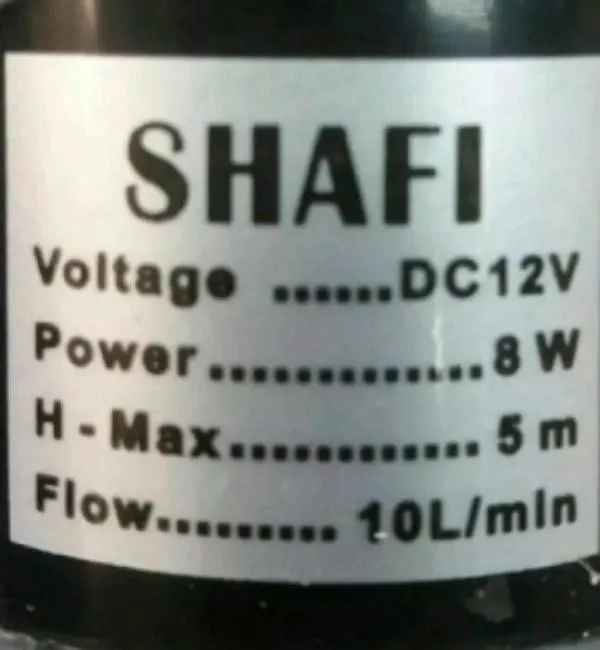 SHAFI
Voltage ......DC12V
Power.............8 W
H - Max............ 5 m
Flow......... 10L/min